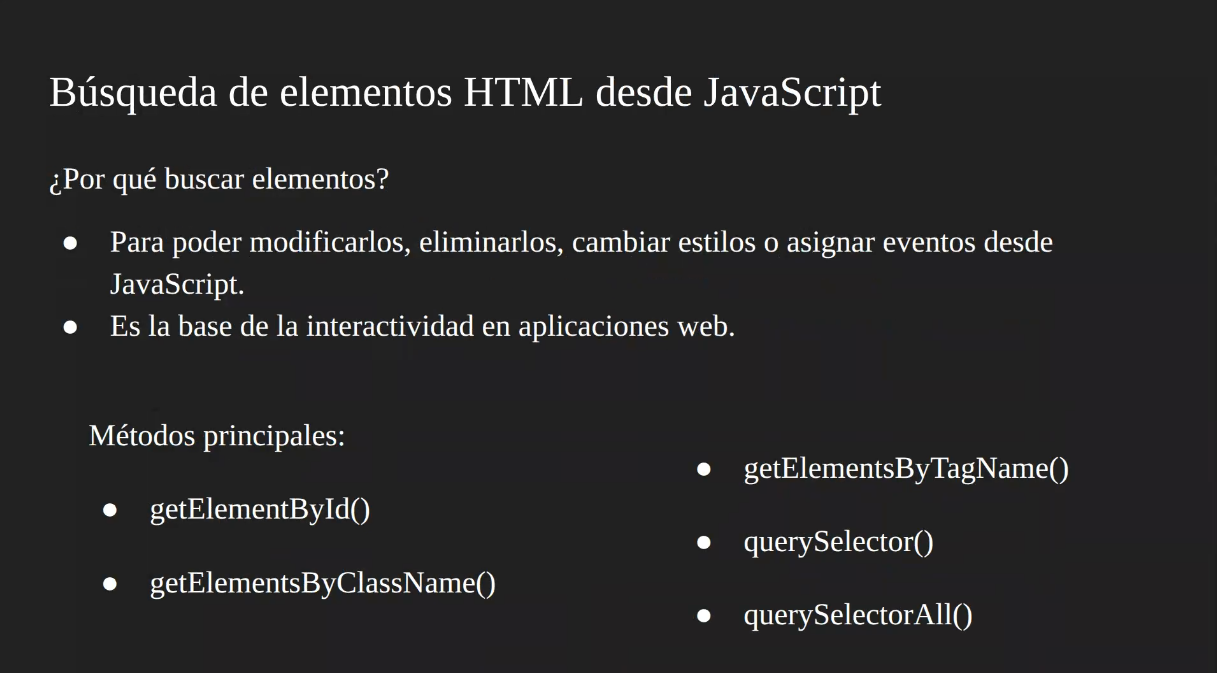 Búsqueda de elementos HTML desde JavaScript
¿Por qué buscar elementos?
● Para poder modificarlos, eliminarlos, cambiar estilos o asignar eventos desde
JavaScript.
● Es la base de la interactividad en aplicaciones web.
Métodos principales:
● getElementById()
● getElementsByClassName()
● getElementsByTagName()
● querySelector()
● querySelectorAll()